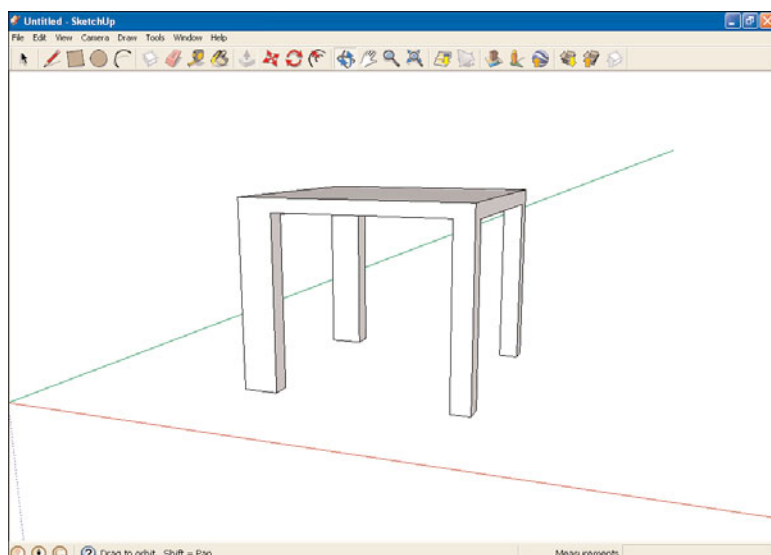 Untitled - SketchUp
File Edit View Camera Draw Tools Window Help
Drag to orbit. Shift = Pan
Measurements